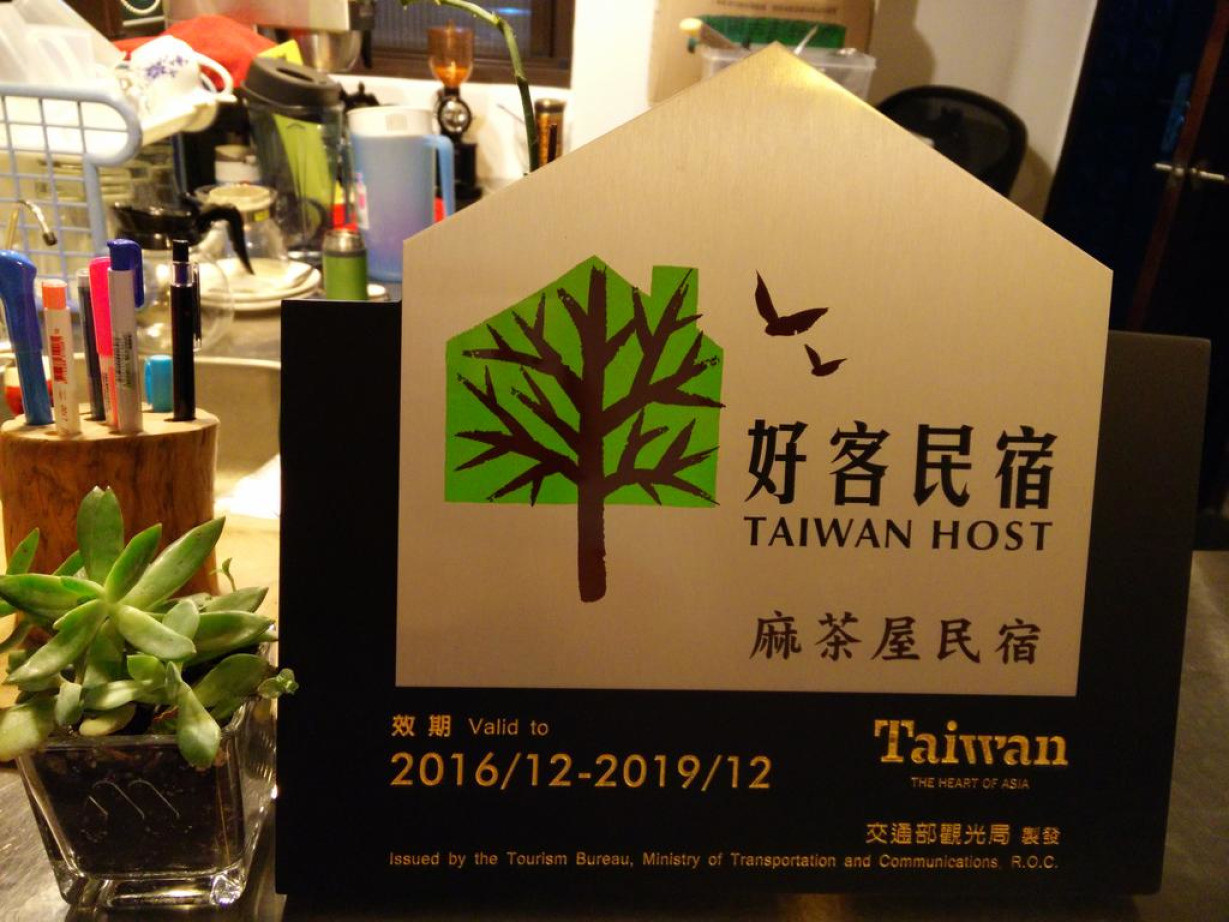 好客民宿
TAIWAN HOST
麻茶屋民宿
效期 Valid to
2016/12-2019/12
Taiwan
THE HEART OF ASIA
交通部觀光局 製發
Issued by the Tourism Bureau, Ministry of Transportation and Communications, R.O.C.